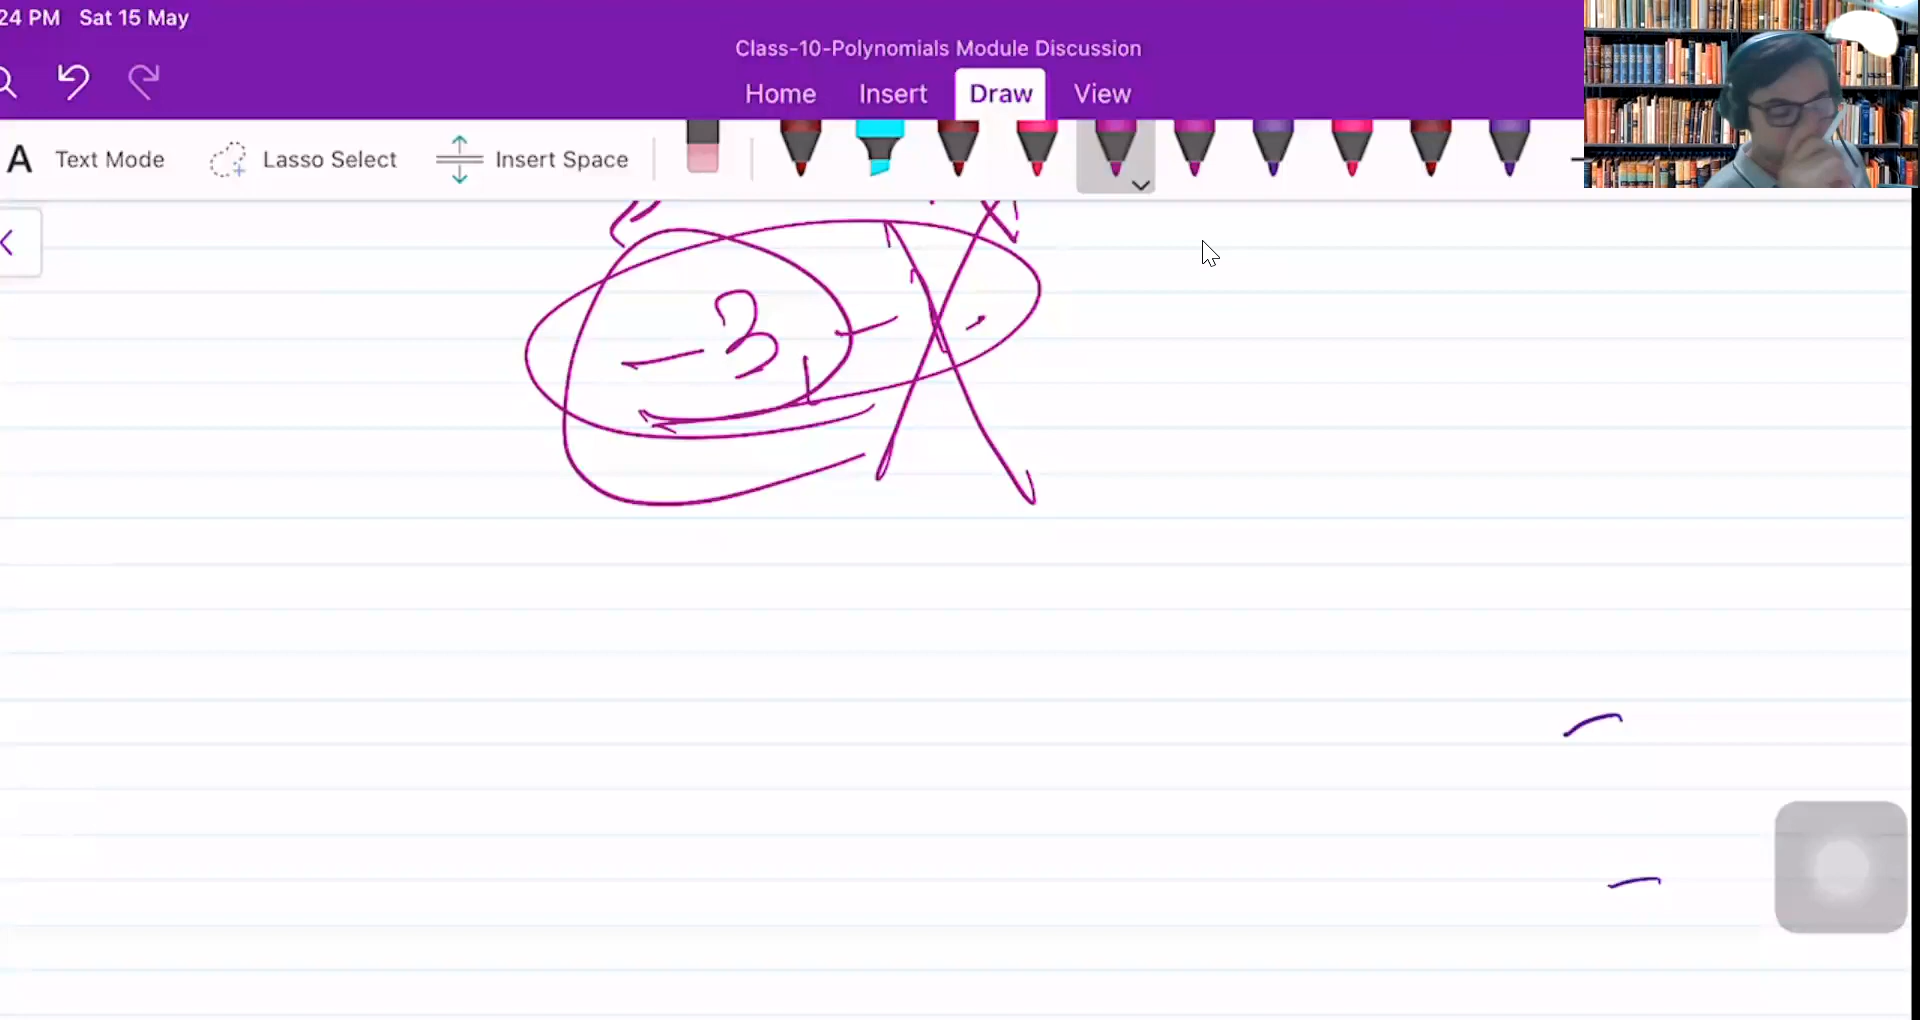 24 PM Sat 15 May
Class-10-Polynomials Module Discussion
Home Insert Draw View
A Text Mode Lasso Select Insert Space
-3